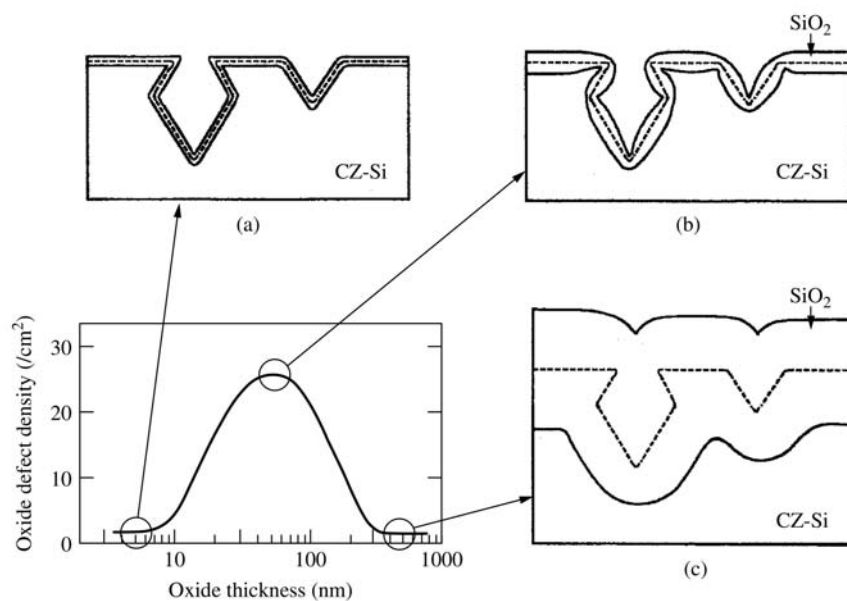 SiO2
CZ-Si
CZ-Si
(a)
(b)
SiO2
Oxide defect density (/cm2)
30
20
10
0
10
100
1000
Oxide thickness (nm)
CZ-Si
(c)